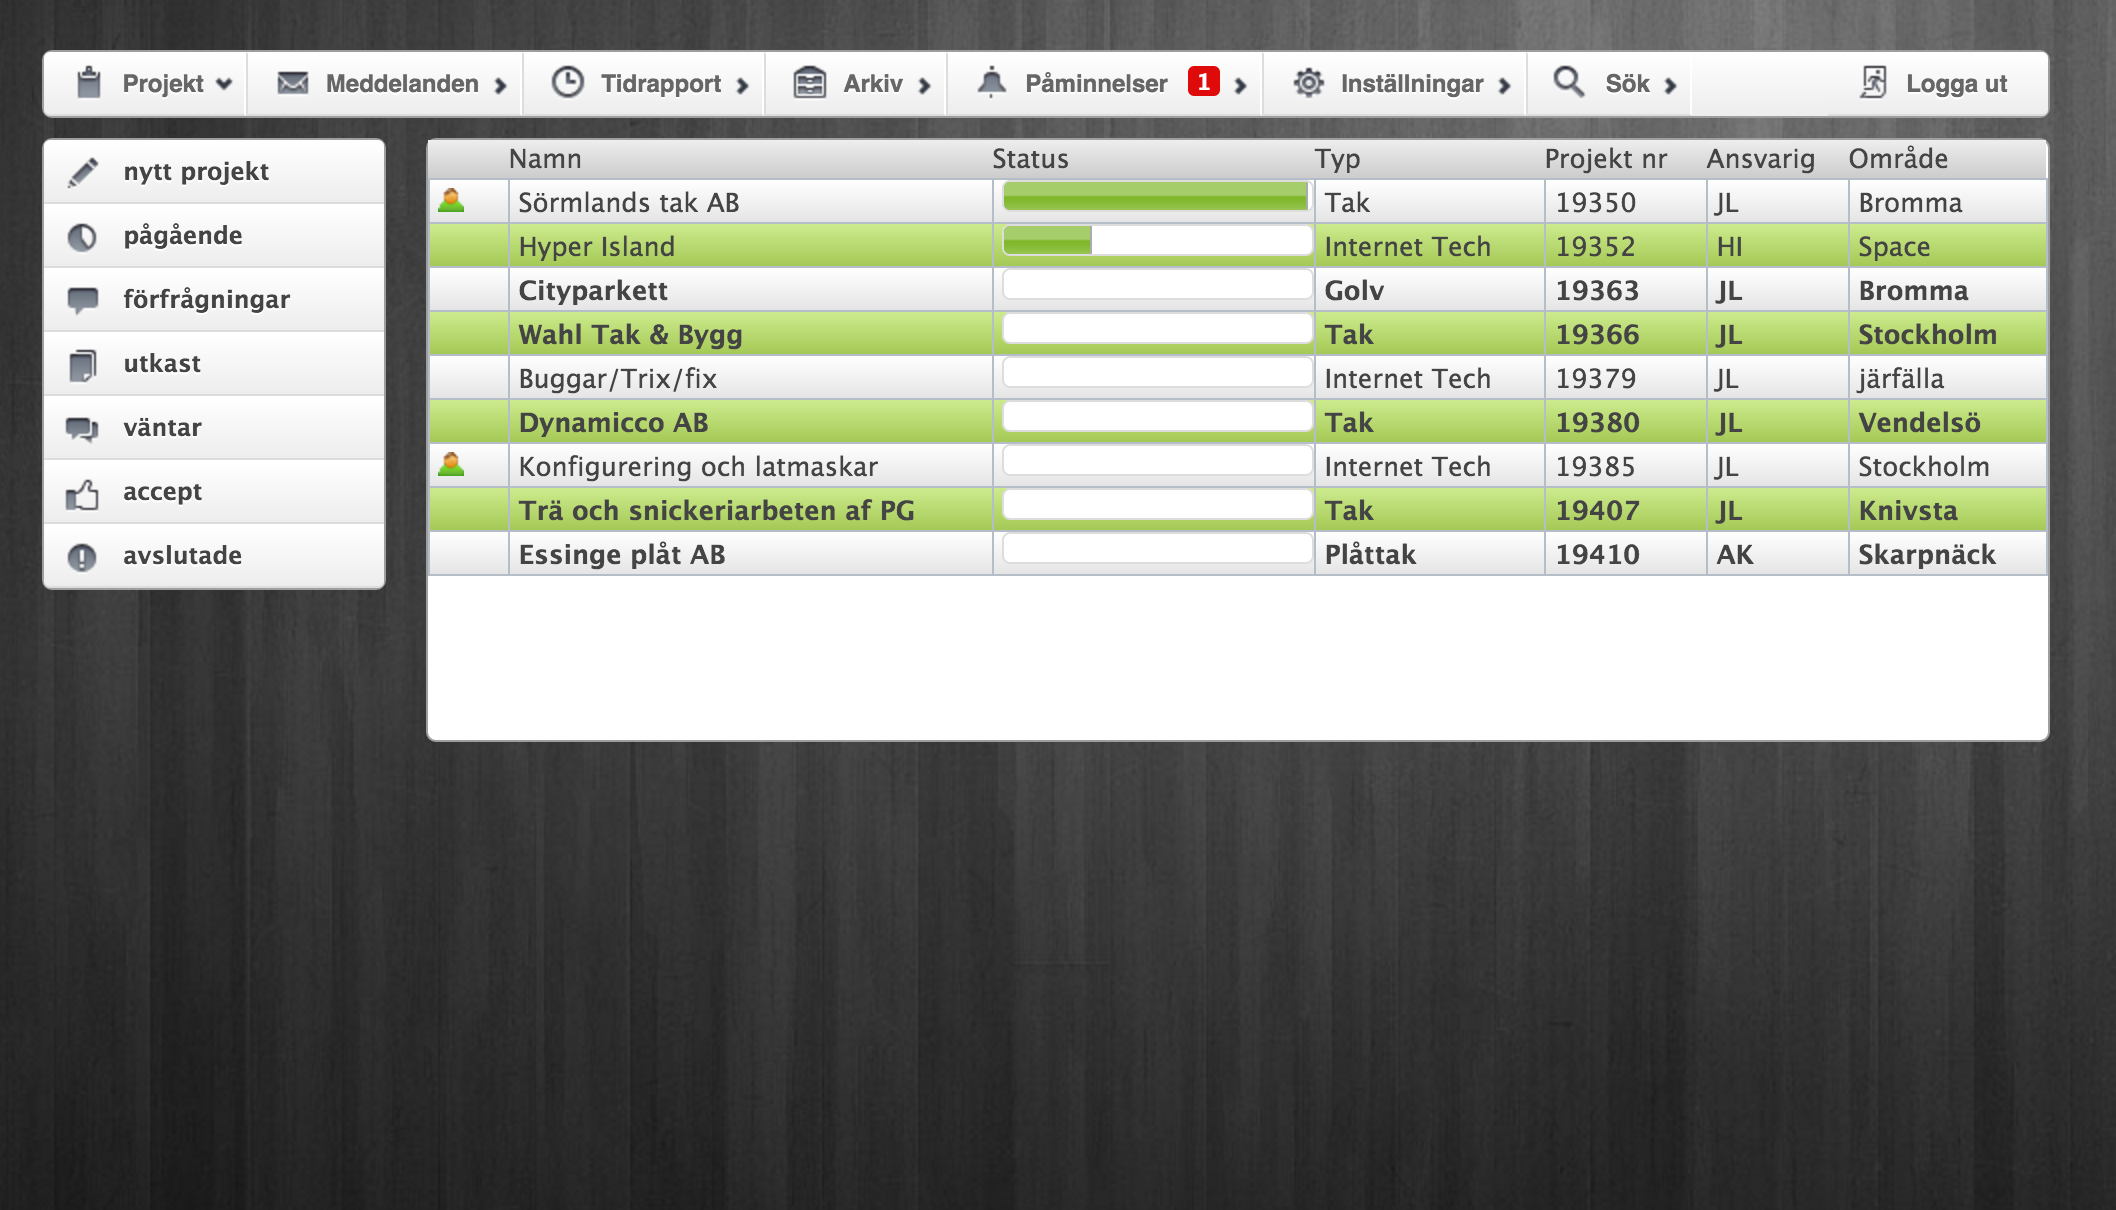 Projekt Meddelanden Tidrapport Arkiv Påminnelser 1 Inställningar Sök Logga ut
nytt projekt
pågående
förfrågningar
utkast
väntar
accept
avslutade
Namn Status Typ Projekt nr Ansvarig Område
Sörmlands tak AB Tak 19350 JL Bromma
Hyper Island Internet Tech 19352 HI Space
Cityparkett Golv 19363 JL Bromma
Wahl Tak & Bygg Tak 19366 JL Stockholm
Buggar/Trix/fix Internet Tech 19379 JL järfälla
Dynamicco AB Tak 19380 JL Vendelsö
Konfigurering och latmaskar Internet Tech 19385 JL Stockholm
Trä och snickeriarbeten af PG Tak 19407 JL Knivsta
Essinge plåt AB Plåttak 19410 AK Skarpnäck